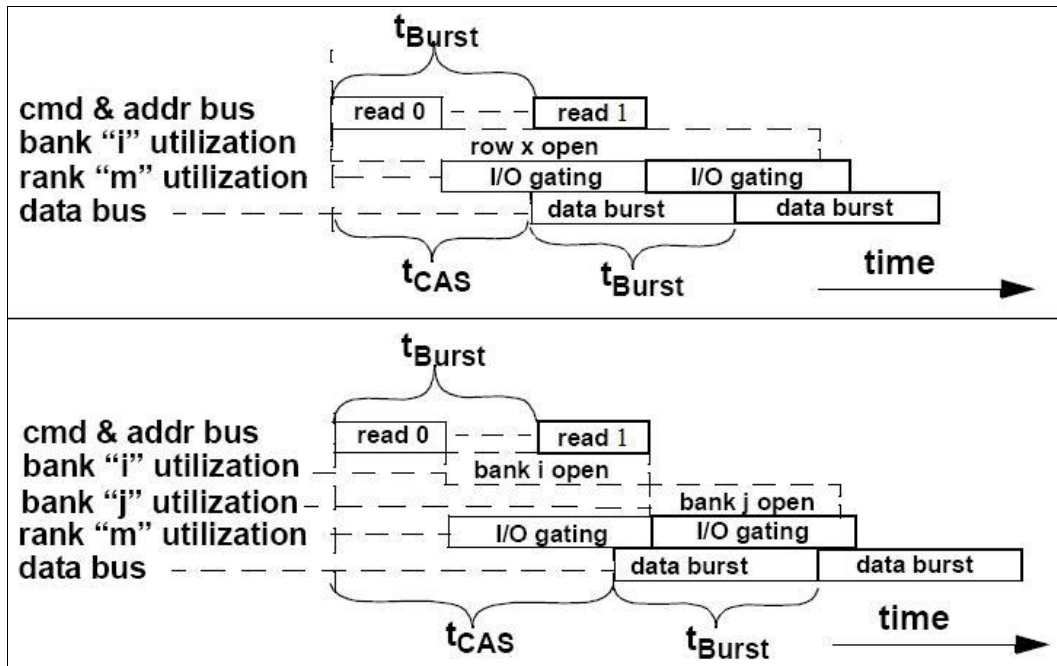 tBurst
cmd & addr bus read 0 read 1
bank “i” utilization row x open
rank “m” utilization I/O gating I/O gating
data bus data burst data burst
tCAS tBurst time
tBurst
cmd & addr bus read 0 read 1
bank “i” utilization bank i open
bank “j” utilization bank j open
rank “m” utilization I/O gating I/O gating
data bus data burst data burst
tCAS tBurst time